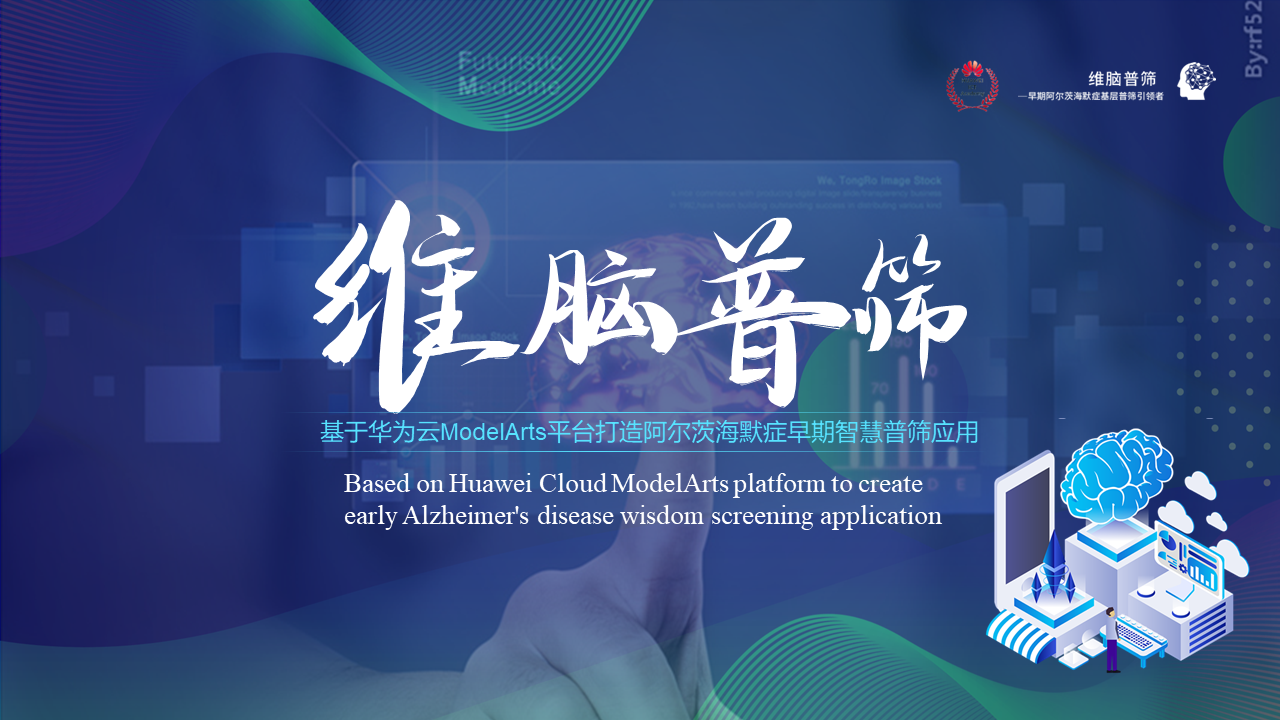 Futuristic
Medicine
By:rf52
维脑普筛
—早期阿尔茨海默症基层普筛引领者
We, TongRo Image Stock
维脑普筛
70
90
基于华为云ModelArts平台打造阿尔茨海默症早期智慧普筛应用
D E
Based on Huawei Cloud ModelArts platform to create
early Alzheimer's disease wisdom screening application